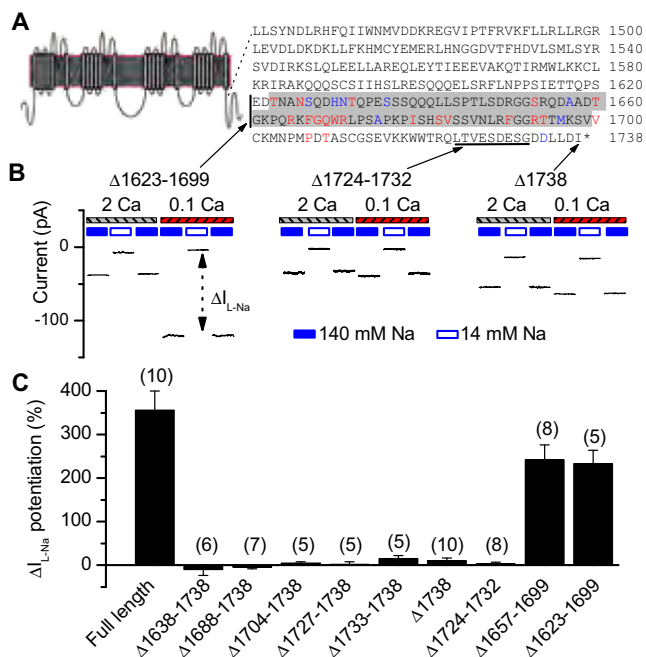 A
LLSYNDLRHFQIIWNMVDDKREGVIPTFRVKFLLRLLRGR 1500
LEVDLDKDKLLFKHMCYEMERLHNGGDVTFHDVLSMLSYR 1540
SVDIRKSLQLEELLAREQLEYTIEEEVAKQTIRMWLKKCL 1580
KRIRAKQQQSCSIIHSLRESQQQELSRFLNPPSIETTQPS 1620
EDTNANSQDHNTQPESSSQQQLLSPTLSDRGGSRQDAADT 1660
GKPQRKFGQWRLPSAPKPISHSVSSVNLRFGGRTTMKSVV 1700
CKMNPMPDTASCGSEVKKWWTRQLTVESDESGDDLLDI* 1738
B
Δ1623-1699
Δ1724-1732
Δ1738
2 Ca 0.1 Ca
2 Ca 0.1 Ca
2 Ca 0.1 Ca
Current (pA)
0
-100
ΔI L-Na
140 mM Na 14 mM Na
C
ΔI L-Na potentiation (%)
400
300
200
100
0
(10)
(6)
(7)
(5)
(5)
(5)
(10)
(8)
(8)
(5)
Full length
Δ1638-1738
Δ1688-1738
Δ1704-1738
Δ1727-1738
Δ1733-1738
Δ1738
Δ1724-1732
Δ1657-1699
Δ1623-1699